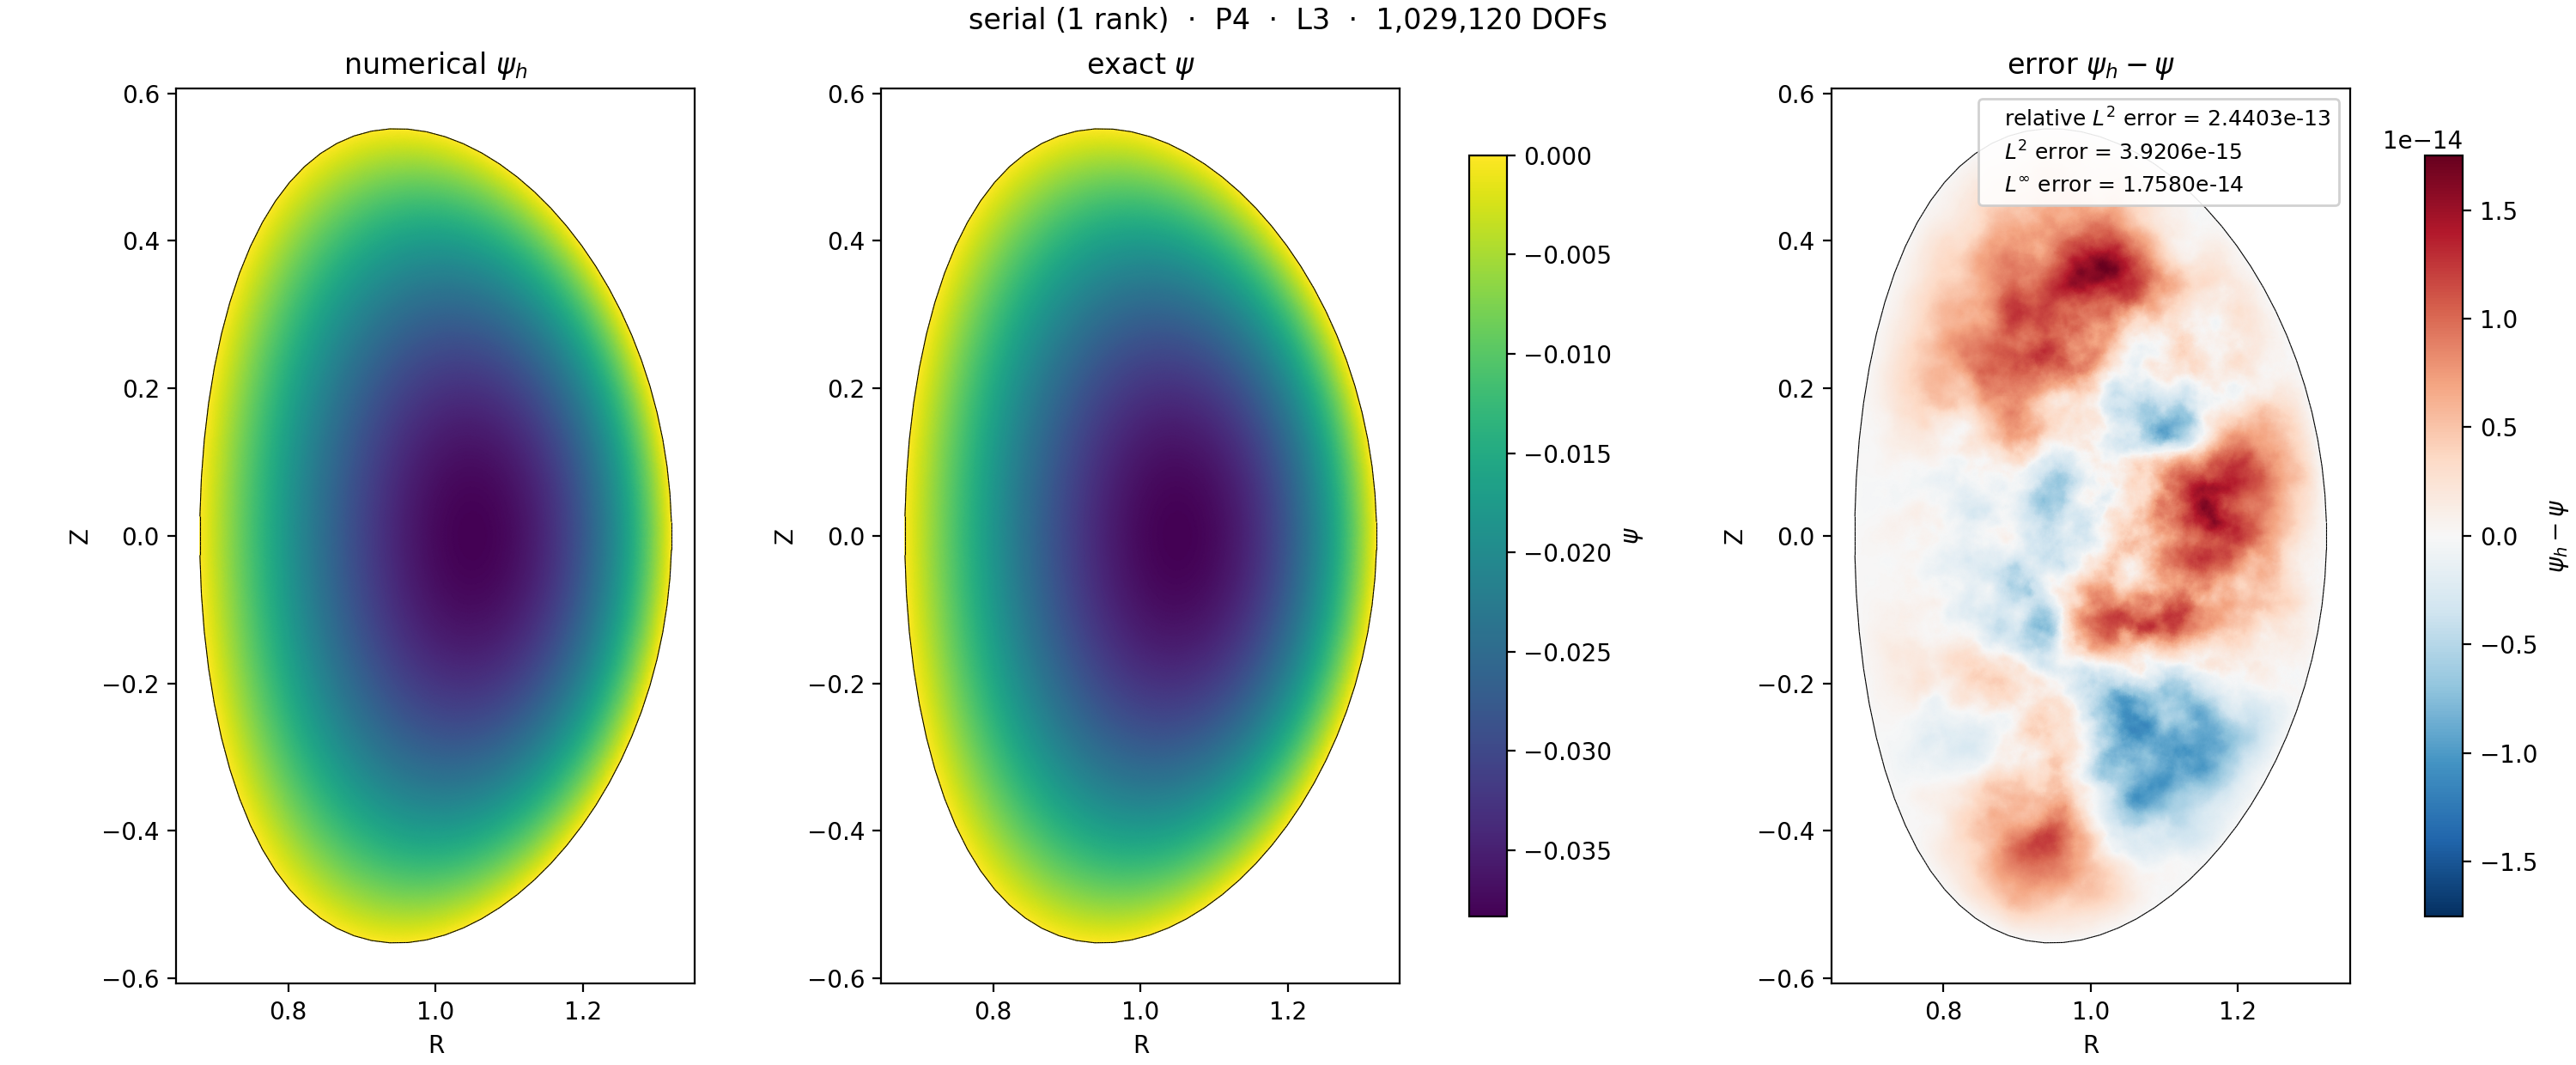 serial (1 rank) · P4 · L3 · 1,029,120 DOFs
numerical ψₕ
0.6
0.4
0.2
0.0
−0.2
−0.4
−0.6
Z
0.8 1.0 1.2
R
exact ψ
0.6
0.4
0.2
0.0
−0.2
−0.4
−0.6
Z
0.8 1.0 1.2
R
0.000
−0.005
−0.010
−0.015
−0.020
−0.025
−0.030
−0.035
ψ
error ψₕ − ψ
relative L² error = 2.4403e-13
L² error = 3.9206e-15
L^∞ error = 1.7580e-14
0.6
0.4
0.2
0.0
−0.2
−0.4
−0.6
Z
0.8 1.0 1.2
R
1e−14
1.5
1.0
0.5
0.0
−0.5
−1.0
−1.5
ψₕ − ψ